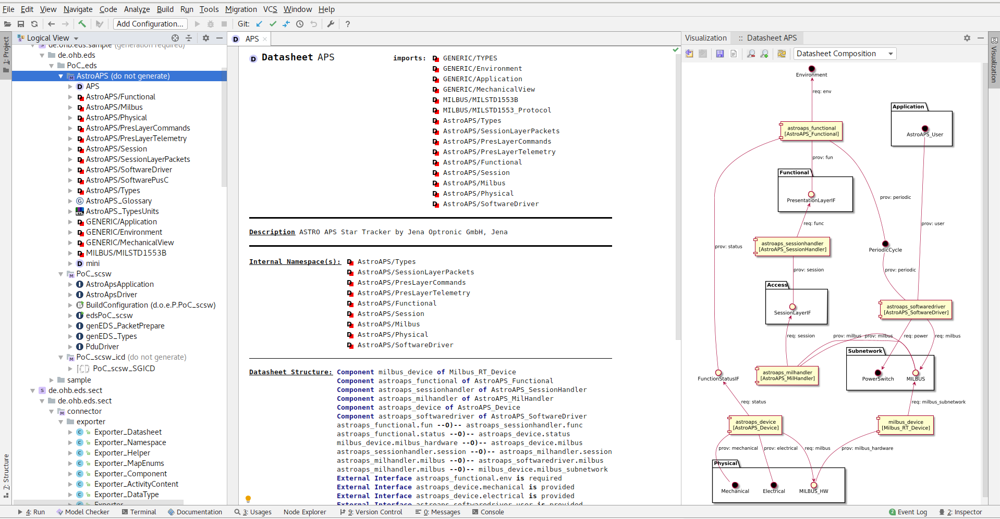 File Edit View Navigate Code Analyze Build Run Tools Migration VCS Window Help
Add Configuration... Git: ?
1: Project
7: Structure
Logical View
de.ohb.eds.sample (generation required)
de.ohb.eds
PoC_eds
AstroAPS (do not generate)
APS
AstroAPS/Functional
AstroAPS/Milbus
AstroAPS/Physical
AstroAPS/PresLayerCommands
AstroAPS/PresLayerTelemetry
AstroAPS/Session
AstroAPS/SessionLayerPackets
AstroAPS/SoftwareDriver
AstroAPS/SoftwarePusC
AstroAPS/Types
AstroAPS_Glossary
AstroAPS_TypesUnits
GENERIC/Application
GENERIC/Environment
GENERIC/MechanicalView
MILBUS/MILSTD1553B
mini
PoC_scsw
AstroApsApplication
AstroApsDriver
BuildConfiguration (d.o.e.P.PoC_scsw)
edsPoC_scsw
genEDS_PacketPrepare
genEDS_Types
PduDriver
PoC_scsw_icd (do not generate)
PoC_scsw_SGICD
sample
de.ohb.eds.sect
de.ohb.eds.sect
connector
exporter
Exporter_Datasheet
Exporter_Namespace
Exporter_Helper
Exporter_MapEnums
Exporter_Component
Exporter_ActivityContent
Exporter_DataType
Exporter
APS
Datasheet APS
imports: GENERIC/TYPES
GENERIC/Environment
GENERIC/Application
GENERIC/MechanicalView
MILBUS/MILSTD1553B
MILBUS/MILSTD1553_Protocol
AstroAPS/Types
AstroAPS/SessionLayerPackets
AstroAPS/PresLayerCommands
AstroAPS/PresLayerTelemetry
AstroAPS/Functional
AstroAPS/Session
AstroAPS/Milbus
AstroAPS/Physical
AstroAPS/SoftwareDriver
Description ASTRO APS Star Tracker by Jena Optronic GmbH, Jena
Internal Namespace(s): AstroAPS/Types
AstroAPS/SessionLayerPackets
AstroAPS/PresLayerCommands
AstroAPS/PresLayerTelemetry
AstroAPS/Functional
AstroAPS/Session
AstroAPS/Milbus
AstroAPS/Physical
AstroAPS/SoftwareDriver
Datasheet Structure: Component milbus_device of Milbus_RT_Device
Component astroaps_functional of AstroAPS_Functional
Component astroaps_sessionhandler of AstroAPS_SessionHandler
Component astroaps_milhandler of AstroAPS_MilHandler
Component astroaps_device of AstroAPS_Device
Component astroaps_softwaredriver of AstroAPS_SoftwareDriver
astroaps_functional.fun --O)-- astroaps_sessionhandler.func
astroaps_functional.status --O)-- astroaps_device.status
milbus_device.milbus_hardware --O)-- astroaps_device.milbus
astroaps_sessionhandler.session --O)-- astroaps_milhandler.session
astroaps_milhandler.milbus --O)-- astroaps_softwaredriver.milbus
astroaps_milhandler.milbus --O)-- milbus_device.milbus_subnetwork
External Interface astroaps_functional.env is required
External Interface astroaps_device.mechanical is provided
External Interface astroaps_device.electrical is provided
External Interface astroaps_softwaredriver.user is provided
Visualization :: Datasheet APS
Datasheet Composition
Visualization
Environment
req: env
Application
AstroAPS_User
astroaps_functional
[AstroAPS_Functional]
prov: fun
Functional
PresentationLayerIF
prov: periodic
req: func
prov: user
astroaps_sessionhandler
[AstroAPS_SessionHandler]
prov: status
PeriodicCycle
prov: session
prov: periodic
Access
SessionLayerIF
astroaps_softwaredriver
[AstroAPS_SoftwareDriver]
req: session
prov: milbus
prov: milbus
req: power
req: milbus
Subnetwork
PowerSwitch
MILBUS
FunctionStatusIF
astroaps_milhandler
[AstroAPS_MilHandler]
req: status
req: milbus_subnetwork
astroaps_device
[AstroAPS_Device]
milbus_device
[Milbus_RT_Device]
prov: mechanical
prov: electrical
req: milbus
prov: milbus_hardware
Physical
Mechanical
Electrical
MILBUS_HW
4: Run Model Checker Terminal Documentation 3: Usages Node Explorer 9: Version Control 0: Messages Console 2 Event Log 2: Inspector